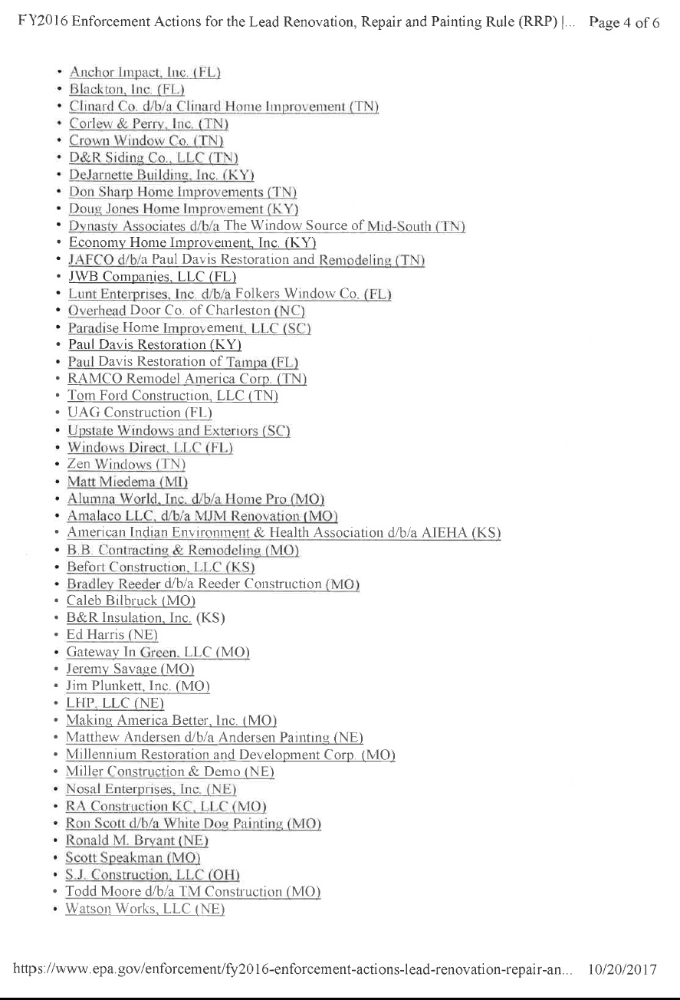 FY2016 Enforcement Actions for the Lead Renovation, Repair and Painting Rule (RRP) |... Page 4 of 6
• Anchor Impact, Inc. (FL)
• Blackton, Inc. (FL)
• Clinard Co. d/b/a Clinard Home Improvement (TN)
• Corlew & Perry, Inc. (TN)
• Crown Window Co. (TN)
• D&R Siding Co., LLC (TN)
• DeJarnette Building, Inc. (KY)
• Don Sharp Home Improvements (TN)
• Doug Jones Home Improvement (KY)
• Dynasty Associates d/b/a The Window Source of Mid-South (TN)
• Economy Home Improvement, Inc. (KY)
• JAFCO d/b/a Paul Davis Restoration and Remodeling (TN)
• JWB Companies, LLC (FL)
• Lunt Enterprises, Inc. d/b/a Folkers Window Co. (FL)
• Overhead Door Co. of Charleston (NC)
• Paradise Home Improvement, LLC (SC)
• Paul Davis Restoration (KY)
• Paul Davis Restoration of Tampa (FL)
• RAMCO Remodel America Corp. (TN)
• Tom Ford Construction, LLC (TN)
• UAG Construction (FL)
• Upstate Windows and Exteriors (SC)
• Windows Direct, LLC (FL)
• Zen Windows (TN)
• Matt Miedema (MI)
• Alumna World, Inc. d/b/a Home Pro (MO)
• Amalaco LLC, d/b/a MJM Renovation (MO)
• American Indian Environment & Health Association d/b/a AIEHA (KS)
• B.B. Contracting & Remodeling (MO)
• Befort Construction, LLC (KS)
• Bradley Reeder d/b/a Reeder Construction (MO)
• Caleb Bilbruck (MO)
• B&R Insulation, Inc. (KS)
• Ed Harris (NE)
• Gateway In Green, LLC (MO)
• Jeremy Savage (MO)
• Jim Plunkett, Inc. (MO)
• LHP, LLC (NE)
• Making America Better, Inc. (MO)
• Matthew Andersen d/b/a Andersen Painting (NE)
• Millennium Restoration and Development Corp. (MO)
• Miller Construction & Demo (NE)
• Nosal Enterprises, Inc. (NE)
• RA Construction KC, LLC (MO)
• Ron Scott d/b/a White Dog Painting (MO)
• Ronald M. Bryant (NE)
• Scott Speakman (MO)
• S.J. Construction, LLC (OH)
• Todd Moore d/b/a TM Construction (MO)
• Watson Works, LLC (NE)
https://www.epa.gov/enforcement/fy2016-enforcement-actions-lead-renovation-repair-an... 10/20/2017